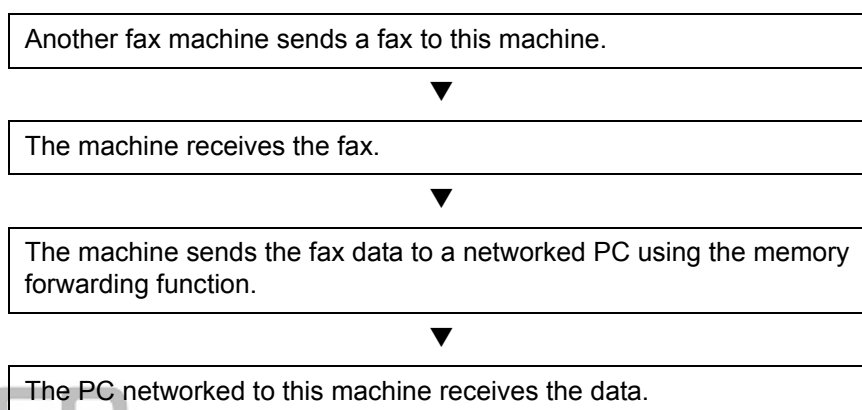 Another fax machine sends a fax to this machine.
▼
The machine receives the fax.
▼
The machine sends the fax data to a networked PC using the memory
forwarding function.
▼
The PC networked to this machine receives the data.